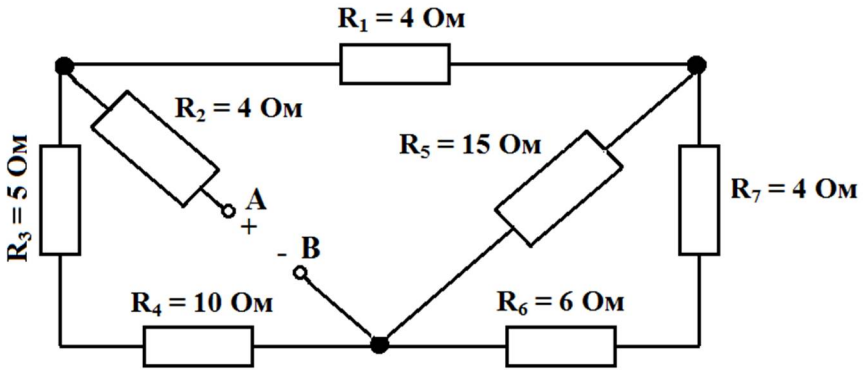 R₁ = 4 Ом
R₂ = 4 Ом
R₃ = 5 Ом
A
+
- B
R₅ = 15 Ом
R₇ = 4 Ом
R₄ = 10 Ом
R₆ = 6 Ом